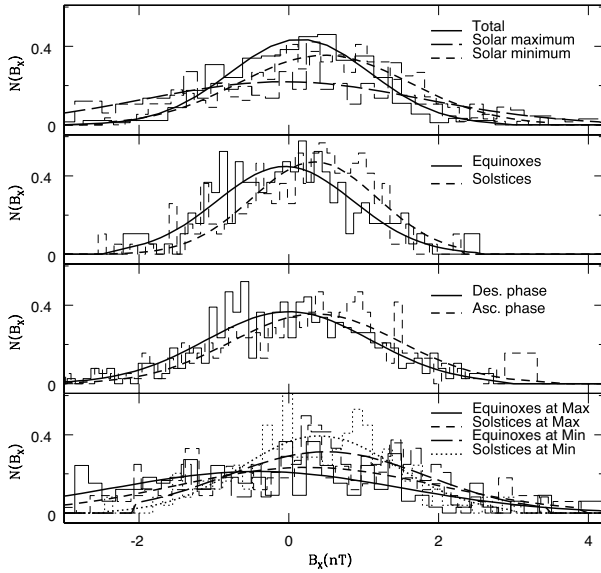 N(Bx)
0.4
0
Total
Solar maximum
Solar minimum
N(Bx)
0.4
0
Equinoxes
Solstices
N(Bx)
0.4
0
Des. phase
Asc. phase
N(Bx)
0.4
0
Equinoxes at Max
Solstices at Max
Equinoxes at Min
Solstices at Min
-2 0 2 4
Bx(nT)